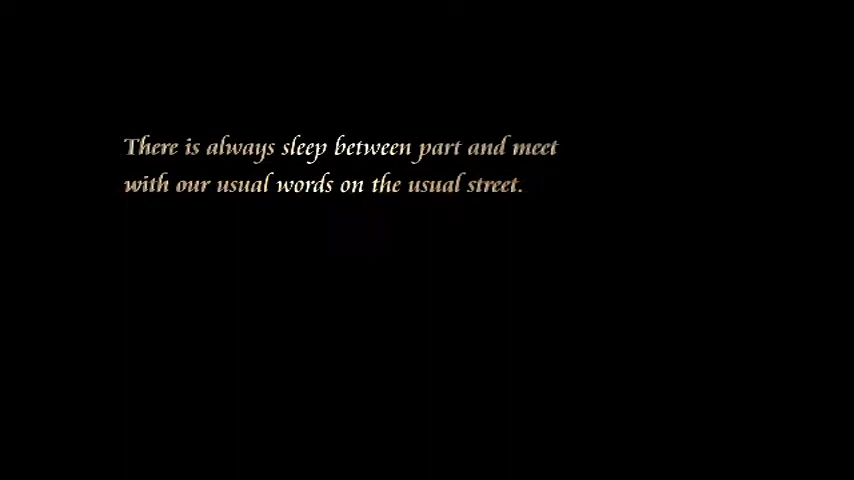 There is always sleep between part and meet
with our usual words on the usual street.